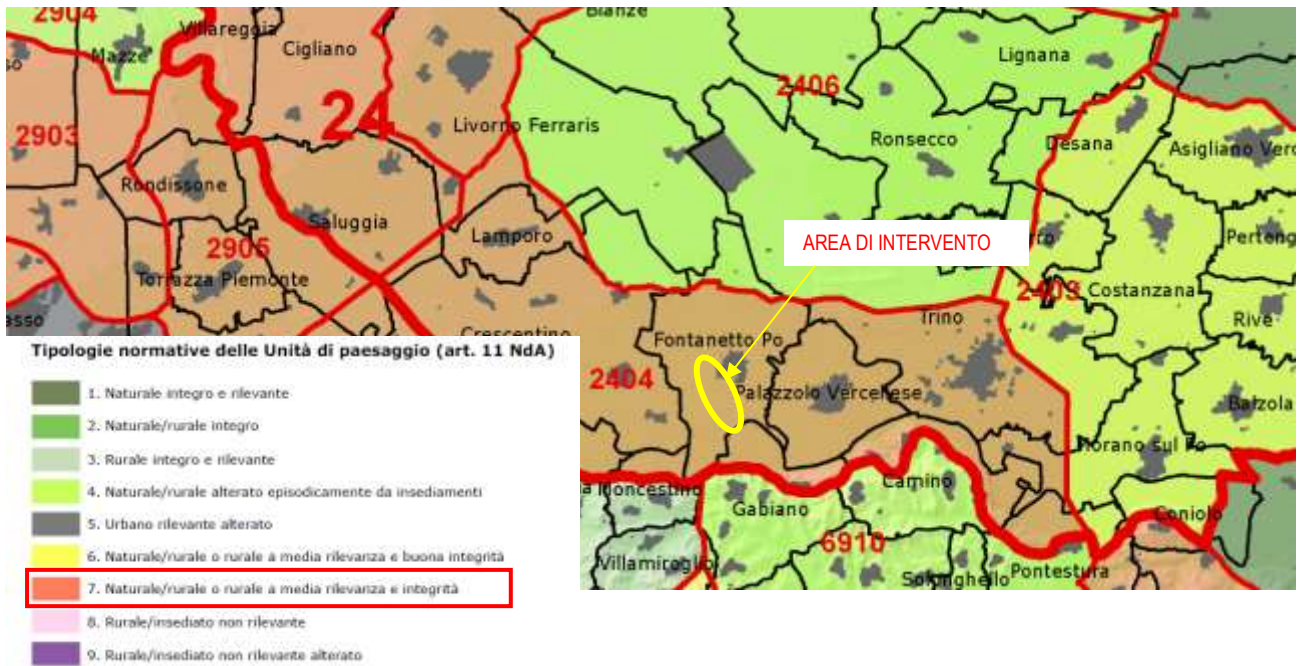 2904
Villareggia
Cigliano
Mazzè
Bianzè
Lignana
2406
24
2903
Livorno Ferraris
Ronsecco
Desana
Asigliano Verc
Rondissone
Saluggia
Lamporo
AREA DI INTERVENTO
Perteng
2905
Torrazza Piemonte
2403
Costanzana
Crescentino
Trino
Rive
Fontanetto Po
2404
Palazzolo Vercellese
Balzola
Morano sul Po
Moncestino
Gabiano
Camino
Coniolo
Villamiroglio
6910
Solonghello
Pontestura
Tipologie normative delle Unità di paesaggio (art. 11 NdA)
1. Naturale integro e rilevante
2. Naturale/rurale integro
3. Rurale integro e rilevante
4. Naturale/rurale alterato episodicamente da insediamenti
5. Urbano rilevante alterato
6. Naturale/rurale o rurale a media rilevanza e buona integrità
7. Naturale/rurale o rurale a media rilevanza e integrità
8. Rurale/insediato non rilevante
9. Rurale/insediato non rilevante alterato